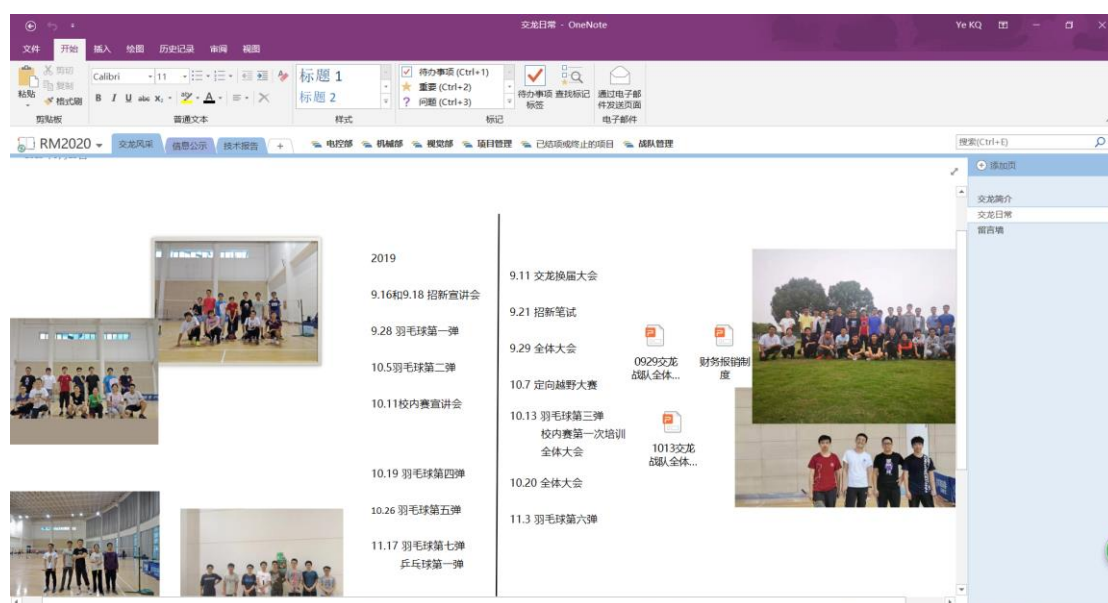 交龙日常 - OneNote
Ye KQ
文件 开始 插入 绘图 历史记录 审阅 视图
粘贴
剪切
复制
格式刷
剪贴板
Calibri 11
B I U abc X₂
普通文本
标题 1
标题 2
样式
待办事项 (Ctrl+1)
重要 (Ctrl+2)
问题 (Ctrl+3)
待办事项 查找标记
标签
标记
通过电子邮
件发送页面
电子邮件
RM2020 交龙风采 信息公示 技术报告 + 电控部 机械部 视觉部 项目管理 已结项或终止的项目 战队管理
搜索(Ctrl+E)
添加页
交龙简介
交龙日常
留言墙
2019
9.16和9.18 招新宣讲会
9.28 羽毛球第一弹
10.5羽毛球第二弹
10.11校内赛宣讲会
10.19 羽毛球第四弹
10.26 羽毛球第五弹
11.17 羽毛球第七弹
乒乓球第一弹
9.11 交龙换届大会
9.21 招新笔试
9.29 全体大会
10.7 定向越野大赛
10.13 羽毛球第三弹
校内赛第一次培训
全体大会
10.20 全体大会
11.3 羽毛球第六弹
0929交龙
战队全体...
财务报销制
度
1013交龙
战队全体...